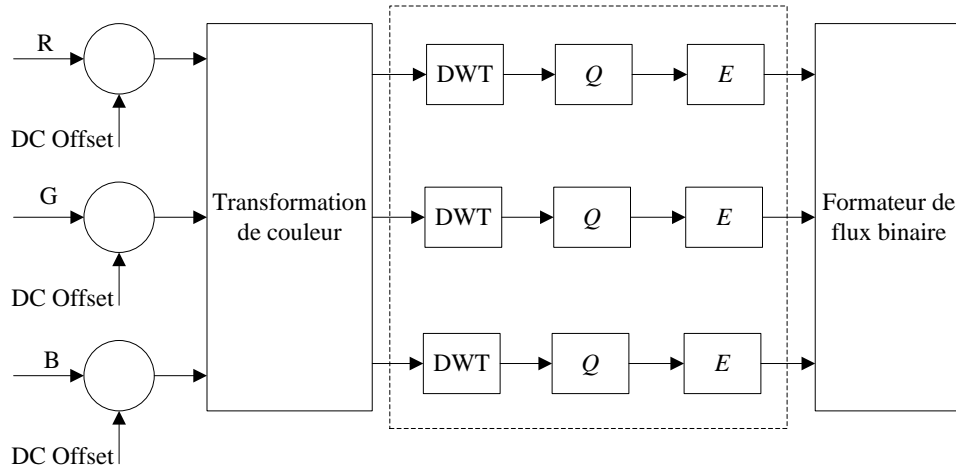 R
DC Offset
DWT
Q
E
G
DC Offset
Transformation
de couleur
DWT
Q
E
Formateur de
flux binaire
B
DC Offset
DWT
Q
E